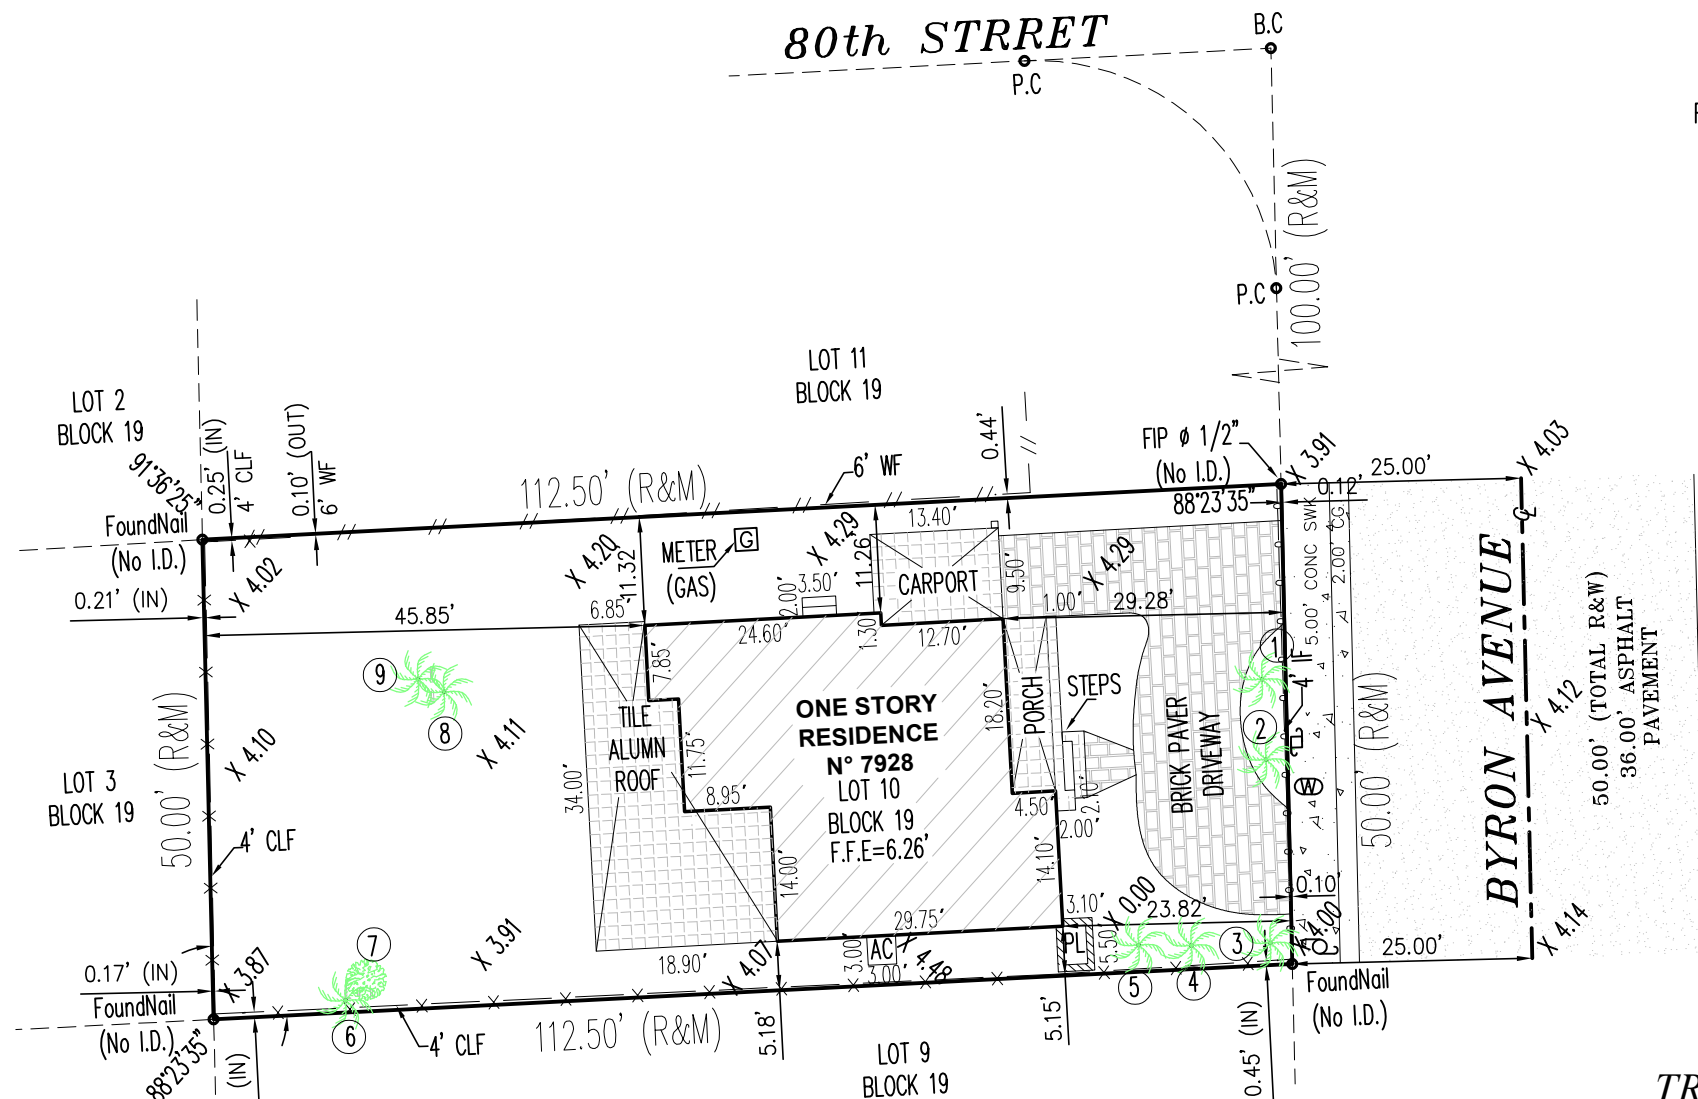 80th STRRET
B.C
P.C
P.C
100.00' (R&M)
LOT 11
BLOCK 19
LOT 2
BLOCK 19
91°36'25"
0.25' (IN)
4' CLF
0.10' (OUT)
6' WF
112.50' (R&M)
6' WF
0.44'
FIP ø 1/2"
(No I.D.)
X 3.91
25.00'
X 4.03
88°23'35"
0.12'
FoundNail
(No I.D.)
X 4.02
0.21' (IN)
45.85'
X 4.20
11.32'
METER
(GAS)
G
X 4.29
11.26'
13.40'
CARPORT
9.50'
X 4.29
5.00' CONC SWK
2.00' CG
6.85'
2.00'
3.50'
24.60'
1.30'
12.70'
1.00'
29.28'
7.85'
9
8
X 4.10
X 4.11
TILE
ALUMN
ROOF
34.00'
11.75'
8.95'
14.00'
ONE STORY
RESIDENCE
N° 7928
LOT 10
BLOCK 19
F.F.E=6.26'
18.20'
PORCH
STEPS
4.50'
2.10'
2.00'
14.10'
BRICK PAVER
DRIVEWAY
1
2
4' IF
W
50.00' (R&M)
BYRON AVENUE
X 4.12
50.00' (TOTAL R&W)
36.00' ASPHALT
PAVEMENT
LOT 3
BLOCK 19
50.00' (R&M)
4' CLF
0.10'
3.10'
X 0.00
23.82'
29.75'
PL
5.50'
3
X 4.00
25.00'
X 4.14
AC
3.00'
3.00'
X 4.48
X 4.07
18.90'
X 3.91
7
6
5
4
0.17' (IN)
X 3.87
FoundNail
(No I.D.)
88°23'35"
(IN)
4' CLF
112.50' (R&M)
5.18'
5.15'
LOT 9
BLOCK 19
0.45' (IN)
FoundNail
(No I.D.)
TR